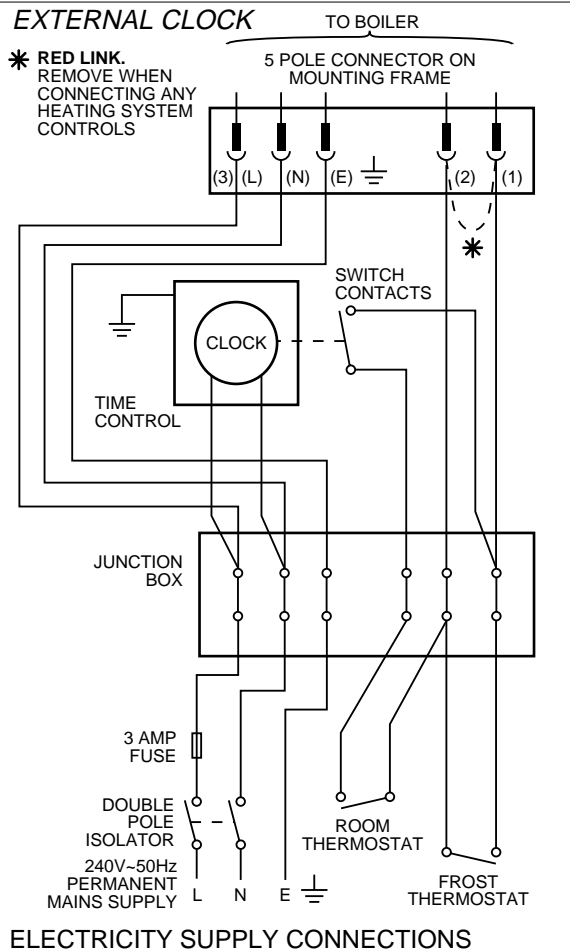 EXTERNAL CLOCK
TO BOILER
✱ RED LINK.
REMOVE WHEN
CONNECTING ANY
HEATING SYSTEM
CONTROLS
5 POLE CONNECTOR ON
MOUNTING FRAME
(3) (L) (N) (E) (2) (1)
✱
SWITCH
CONTACTS
CLOCK
TIME
CONTROL
JUNCTION
BOX
3 AMP
FUSE
DOUBLE
POLE
ISOLATOR
240V~50Hz
PERMANENT
MAINS SUPPLY
L N E
ROOM
THERMOSTAT
FROST
THERMOSTAT
ELECTRICITY SUPPLY CONNECTIONS